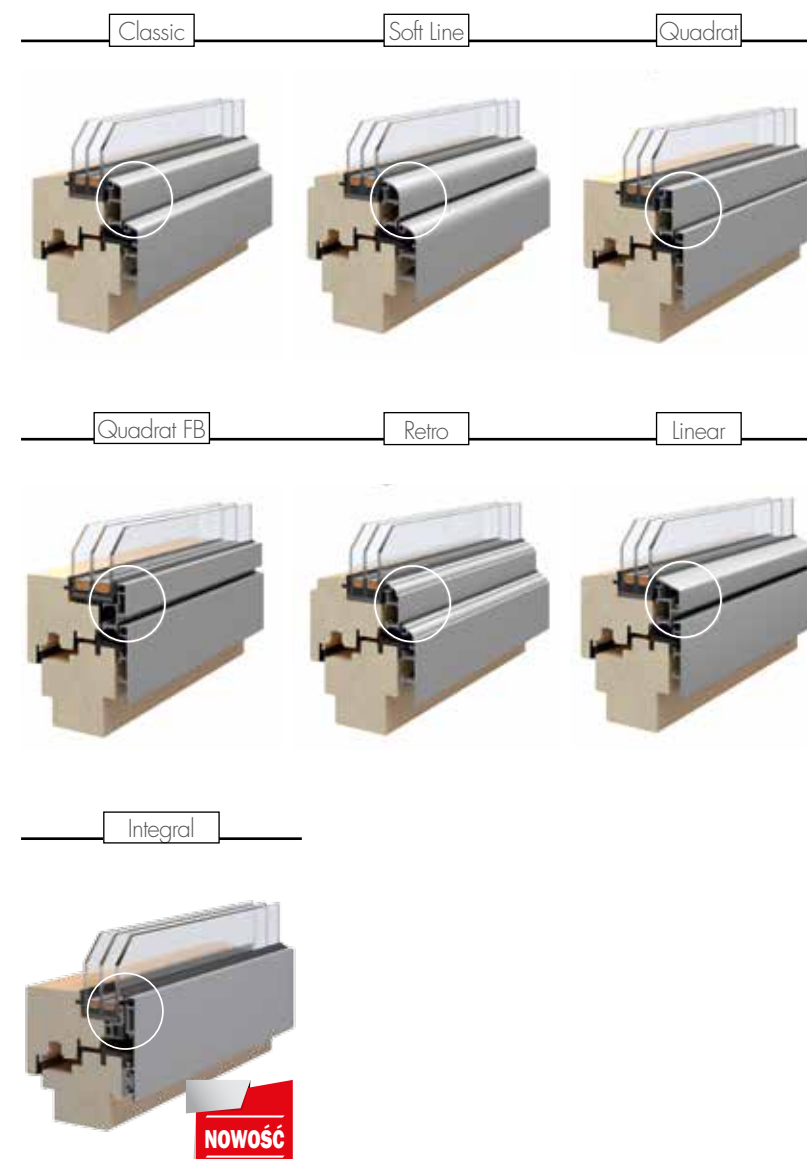 Classic
Soft Line
Quadrat
Quadrat FB
Retro
Linear
Integral
NOWOŚĆ